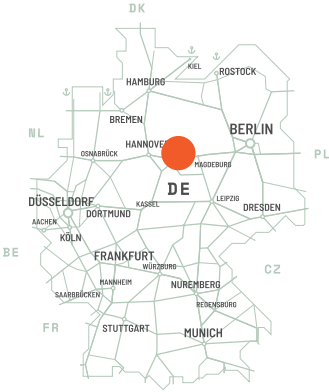 DK
KIEL
ROSTOCK
HAMBURG
BREMEN
BERLIN
NL
HANNOVE
OSNABRÜCK
PL
MAGDEBURG
DE
DÜSSELDORF
KASSEL
LEIPZIG
DRESDEN
DORTMUND
AACHEN
KÖLN
BE
FRANKFURT
WÜRZBURG
CZ
MANNHEIM
NUREMBERG
SAARBRÜCKEN
REGENSBURG
FR
STUTTGART
MUNICH